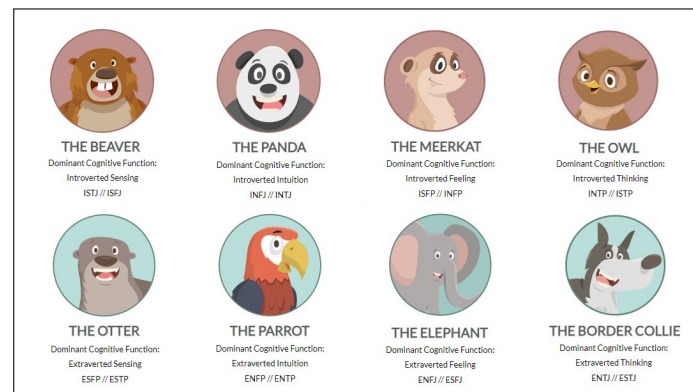 THE BEAVER
Dominant Cognitive Function:
Introverted Sensing
ISTJ // ISFJ
THE PANDA
Dominant Cognitive Function:
Introverted Intuition
INFJ // INTJ
THE MEERKAT
Dominant Cognitive Function:
Introverted Feeling
ISFP // INFP
THE OWL
Dominant Cognitive Function:
Introverted Thinking
INTP // ISTP
THE OTTER
Dominant Cognitive Function:
Extraverted Sensing
ESFP // ESTP
THE PARROT
Dominant Cognitive Function:
Extraverted Intuition
ENFP // ENTP
THE ELEPHANT
Dominant Cognitive Function:
Extraverted Feeling
ENFJ // ESFJ
THE BORDER COLLIE
Dominant Cognitive Function:
Extraverted Thinking
ENTJ // ESTJ